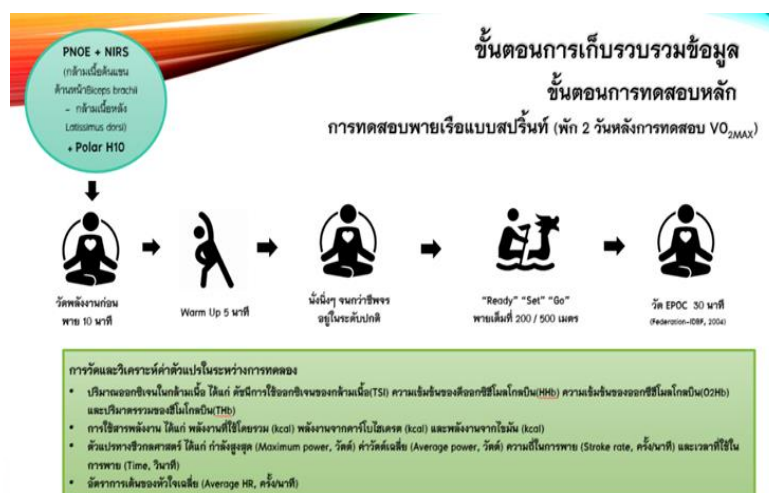 PNOE + NIRS
(กล้ามเนื้อต้นแขน
ด้านหน้าBiceps brachii
- กล้ามเนื้อหลัง
Latissimus dorsi)
+ Polar H10
ขั้นตอนการเก็บรวบรวมข้อมูล
ขั้นตอนการทดสอบหลัก
การทดสอบพายเรือแบบสปริ้นท์ (พัก 2 วันหลังการทดสอบ VO2MAX)
วัดพลังงานก่อน
พาย 10 นาที
Warm Up 5 นาที
นั่งนิ่งๆ จนกว่าชีพจร
อยู่ในระดับปกติ
"Ready" "Set" "Go"
พายเต็มที่ 200 / 500 เมตร
วัด EPOC 30 นาที
(Federation-IDBF, 2004)
การวัดและวิเคราะห์ค่าตัวแปรในระหว่างการทดลอง
• ปริมาณออกซิเจนในกล้ามเนื้อ ได้แก่ ดัชนีการใช้ออกซิเจนของกล้ามเนื้อ(TSI) ความเข้มข้นของดีออกซีฮีโมลโกลบิน(HHb) ความเข้มข้นของออกซีฮีโมลโกลบิน(O2Hb)
และปริมาตรรวมของฮีโมโกลบิน(THb)
• การใช้สารพลังงาน ได้แก่ พลังงานที่ใช้โดยรวม (kcal) พลังงานจากคาร์โบไฮเดรต (kcal) และพลังงานจากไขมัน (kcal)
• ตัวแปรทางชีวกลศาสตร์ ได้แก่ กำลังสูงสุด (Maximum power, วัตต์) ค่าวัตต์เฉลี่ย (Average power, วัตต์) ความถี่ในการพาย (Stroke rate, ครั้ง/นาที) และเวลาที่ใช้ใน
การพาย (Time, วินาที)
• อัตราการเต้นของหัวใจเฉลี่ย (Average HR, ครั้ง/นาที)